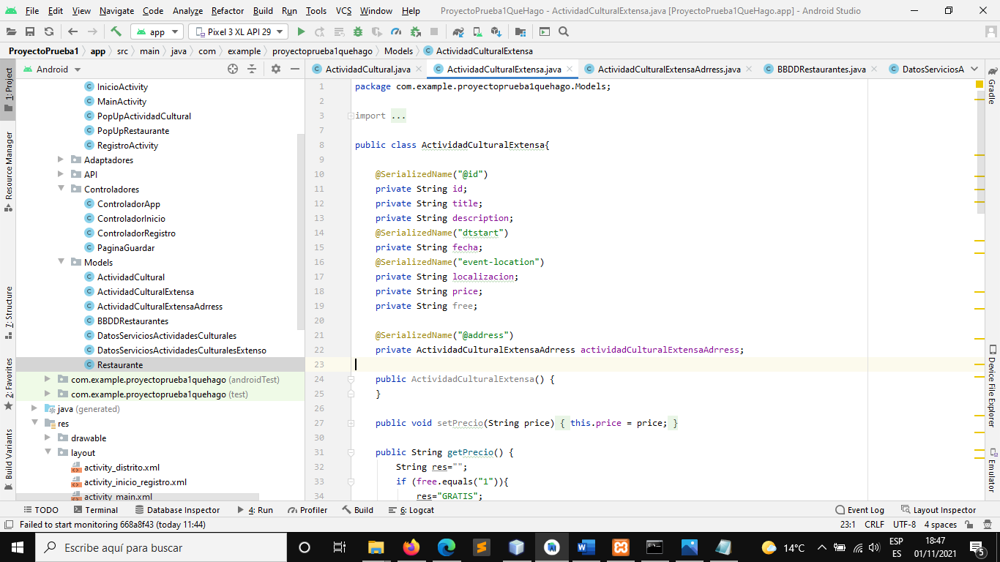 File Edit View Navigate Code Analyze Refactor Build Run Tools VCS Window Help ProyectoPrueba1QueHago - ActividadCulturalExtensa.java [ProyectoPrueba1QueHago.app] - Android Studio
app Pixel 3 XL API 29
ProyectoPrueba1 app src main java com example proyectoprueba1quehago Models ActividadCulturalExtensa
Android
ActividadCultural.java ActividadCulturalExtensa.java ActividadCulturalExtensaAdrress.java BBDDRestaurantes.java DatosServiciosA
1: Project
Resource Manager
7: Structure
2: Favorites
Build Variants
InicioActivity
MainActivity
PopUpActividadCultural
PopUpRestaurante
RegistroActivity
Adaptadores
API
Controladores
ControladorApp
ControladorInicio
ControladorRegistro
PaginaGuardar
Models
ActividadCultural
ActividadCulturalExtensa
ActividadCulturalExtensaAdrress
BBDDRestaurantes
DatosServiciosActividadesCulturales
DatosServiciosActividadesCulturalesExtenso
Restaurante
com.example.proyectoprueba1quehago (androidTest)
com.example.proyectoprueba1quehago (test)
java (generated)
res
drawable
layout
activity_distrito.xml
activity_inicio_registro.xml
activity_main.xml
1 package com.example.proyectoprueba1quehago.Models;
2
3 import ...
7
8 public class ActividadCulturalExtensa{
9
10 @SerializedName("@id")
11 private String id;
12 private String title;
13 private String description;
14 @SerializedName("dtstart")
15 private String fecha;
16 @SerializedName("event-location")
17 private String localizacion;
18 private String price;
19 private String free;
20
21 @SerializedName("@address")
22 private ActividadCulturalExtensaAdrress actividadCulturalExtensaAdrress;
23
24 public ActividadCulturalExtensa() {
25 }
26
27 public void setPrecio(String price) { this.price = price; }
30
31 public String getPrecio() {
32 String res="";
33 if (free.equals("1")){
34 res="GRATIS";
Gradle
Device File Explorer
Emulator
TODO Terminal Database Inspector 4: Run Profiler Build 6: Logcat Event Log Layout Inspector
Failed to start monitoring 668a8f43 (today 11:44) 23:1 CRLF UTF-8 4 spaces
Escribe aquí para buscar 14°C ESP 18:47
ES 01/11/2021 5